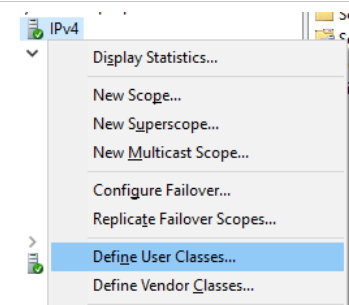 IPv4
Display Statistics...
New Scope...
New Superscope...
New Multicast Scope...
Configure Failover...
Replicate Failover Scopes...
Define User Classes...
Define Vendor Classes...